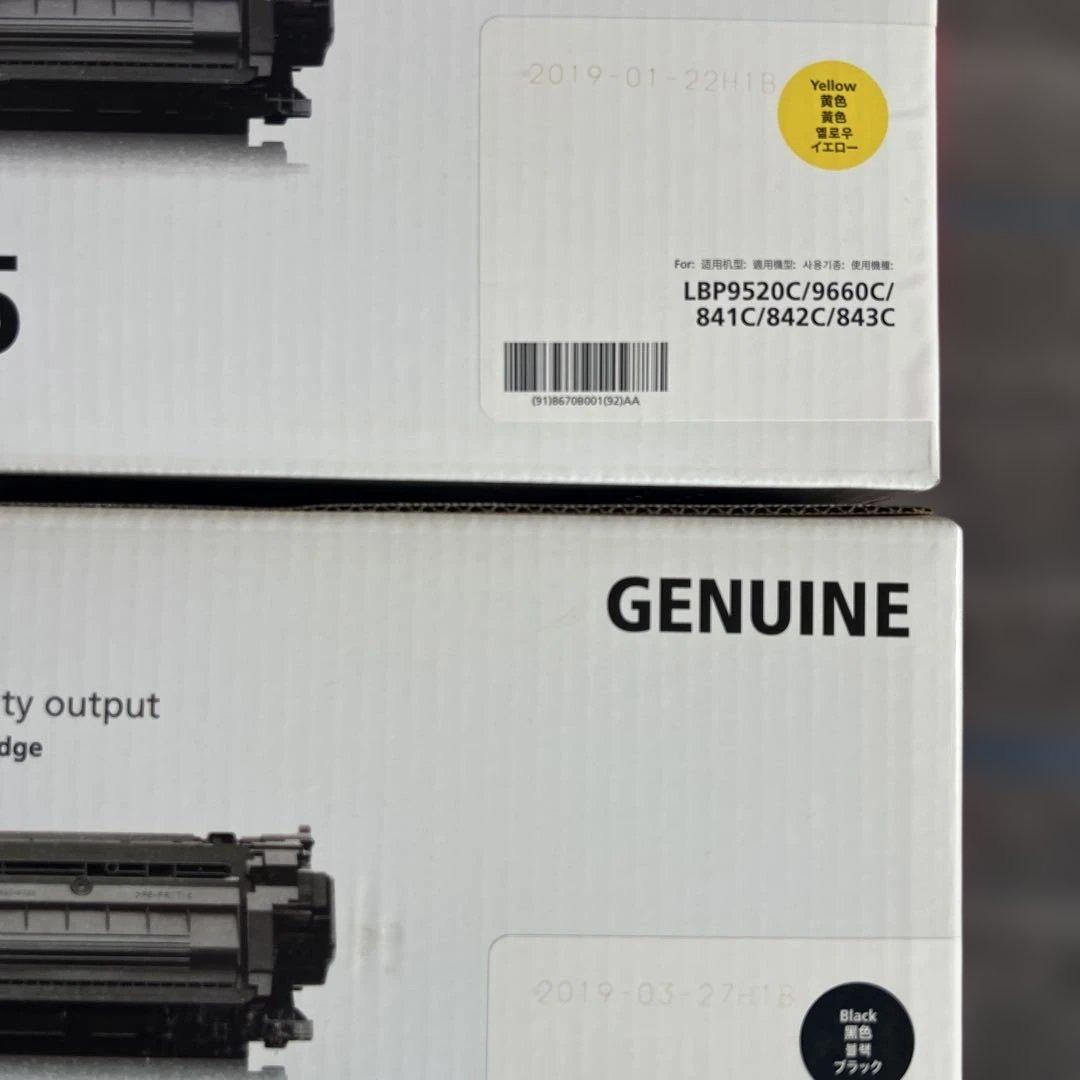 2019-01-22H1B
Yellow
黄色
黃色
옐로우
イエロー
5
For: 适用机型: 適用機型: 사용기종: 使用機種:
LBP9520C/9660C/
841C/842C/843C
(91)8670B001(92)AA
GENUINE
ty output
dge
2019-03-27H1B
Black
黑色
블랙
ブラック